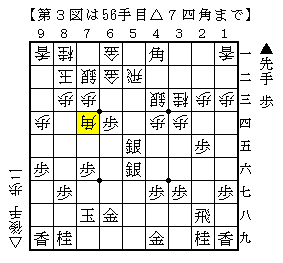 【第３図は56手目△７四角まで】
９ ８ ７ ６ ５ ４ ３ ２ １
香 桂 金 角 香 一
玉 銀 金 飛 二
歩 歩 銀 桂 歩 歩 三
歩 角 歩 歩 歩 四
銀 歩 五
歩 歩 銀 六
歩 歩 歩 歩 七
玉 金 飛 八
香 桂 金 桂 香 九
▲先手 歩
△後手 歩二